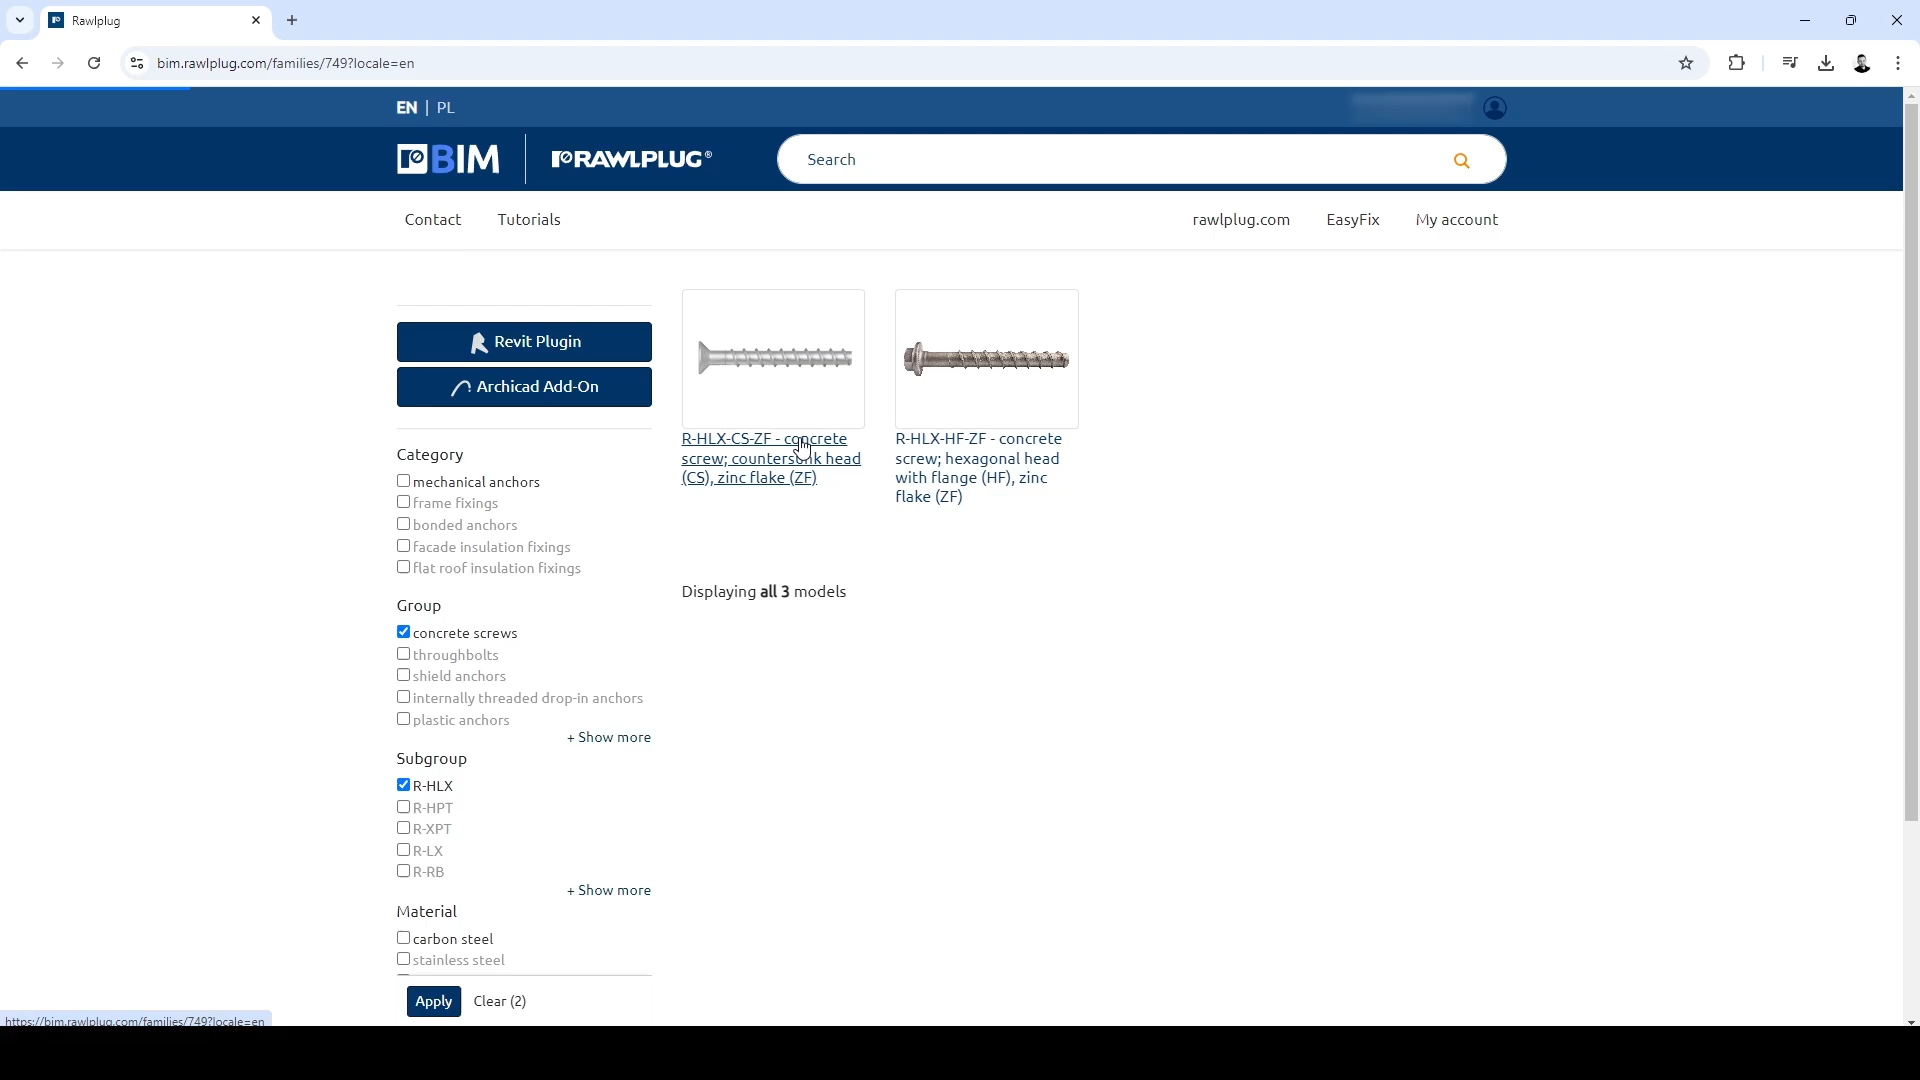 Rawlplug
bim.rawlplug.com/families/749?locale=en
EN | PL
BIM
RAWLPLUG®
Search
Contact
Tutorials
rawlplug.com
EasyFix
My account
Revit Plugin
Archicad Add-On
Category
mechanical anchors
frame fixings
bonded anchors
facade insulation fixings
flat roof insulation fixings
Group
concrete screws
throughbolts
shield anchors
internally threaded drop-in anchors
plastic anchors
+ Show more
Subgroup
R-HLX
R-HPT
R-XPT
R-LX
R-RB
+ Show more
Material
carbon steel
stainless steel
Apply
Clear (2)
R-HLX-CS-ZF - concrete
screw; countersunk head
(CS), zinc flake (ZF)
R-HLX-HF-ZF - concrete
screw; hexagonal head
with flange (HF), zinc
flake (ZF)
Displaying all 3 models
https://bim.rawlplug.com/families/749?locale=en